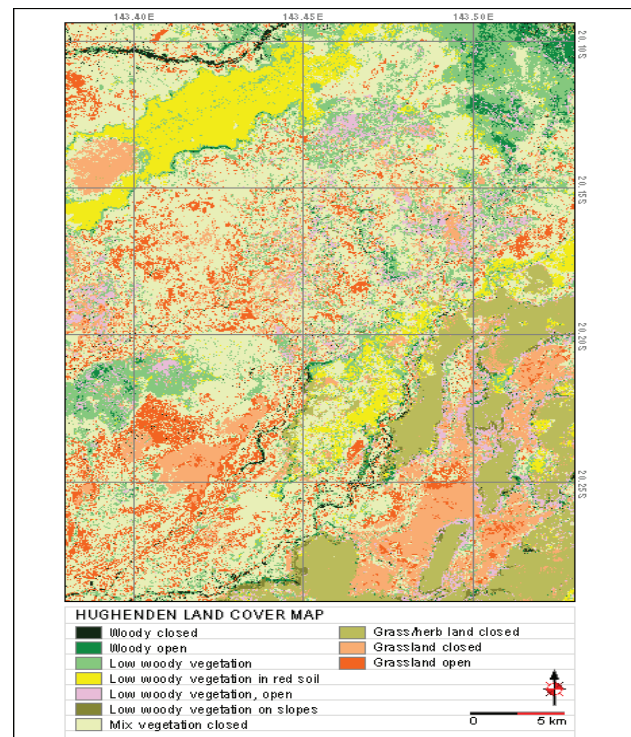 143.40E 143.45E 143.50E
20.10S
20.15S
20.20S
20.25S
HUGHENDEN LAND COVER MAP
Woody closed
Woody open
Low woody vegetation
Low woody vegetation in red soil
Low woody vegetation, open
Low woody vegetation on slopes
Mix vegetation closed
Grass/herb land closed
Grassland closed
Grassland open
0 5 km